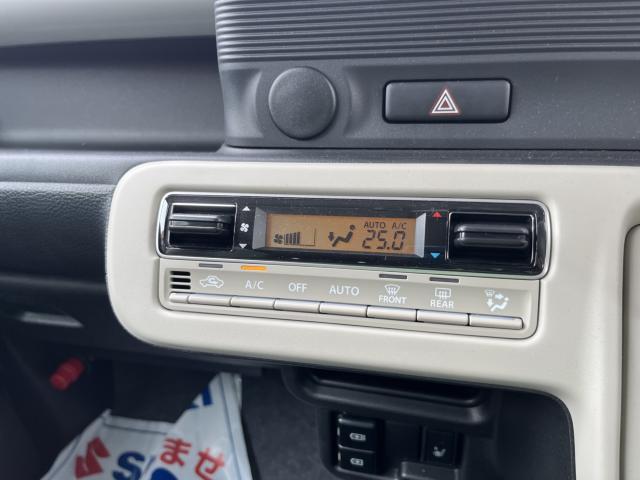 AUTO A/C
25.0
A/C OFF AUTO FRONT REAR
ませ